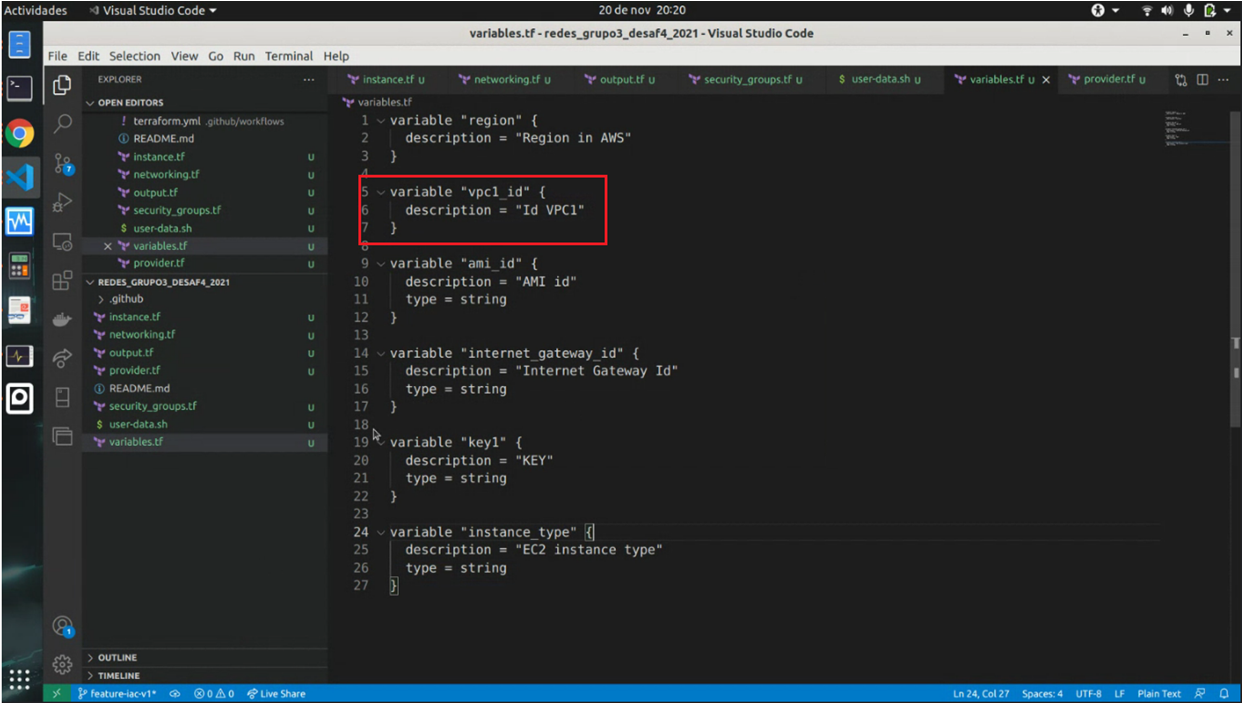 Actividades
Visual Studio Code
20 de nov 20:20
variables.tf - redes_grupo3_desaf4_2021 - Visual Studio Code
File Edit Selection View Go Run Terminal Help
EXPLORER
OPEN EDITORS
! terraform.yml .github/workflows
README.md
instance.tf U
networking.tf U
output.tf U
security_groups.tf U
$ user-data.sh U
variables.tf U
provider.tf U
REDES_GRUPO3_DESAF4_2021
.github
instance.tf U
networking.tf U
output.tf U
provider.tf U
README.md
security_groups.tf U
$ user-data.sh U
variables.tf U
OUTLINE
TIMELINE
7
1
instance.tf U networking.tf U output.tf U security_groups.tf U $ user-data.sh U variables.tf U provider.tf U
variables.tf
1 variable "region" {
2 description = "Region in AWS"
3 }
4
5 variable "vpc1_id" {
6 description = "Id VPC1"
7 }
8
9 variable "ami_id" {
10 description = "AMI id"
11 type = string
12 }
13
14 variable "internet_gateway_id" {
15 description = "Internet Gateway Id"
16 type = string
17 }
18
19 variable "key1" {
20 description = "KEY"
21 type = string
22 }
23
24 variable "instance_type" {
25 description = "EC2 instance type"
26 type = string
27 }
feature-iac-v1* 0 0 Live Share
Ln 24, Col 27 Spaces: 4 UTF-8 LF Plain Text